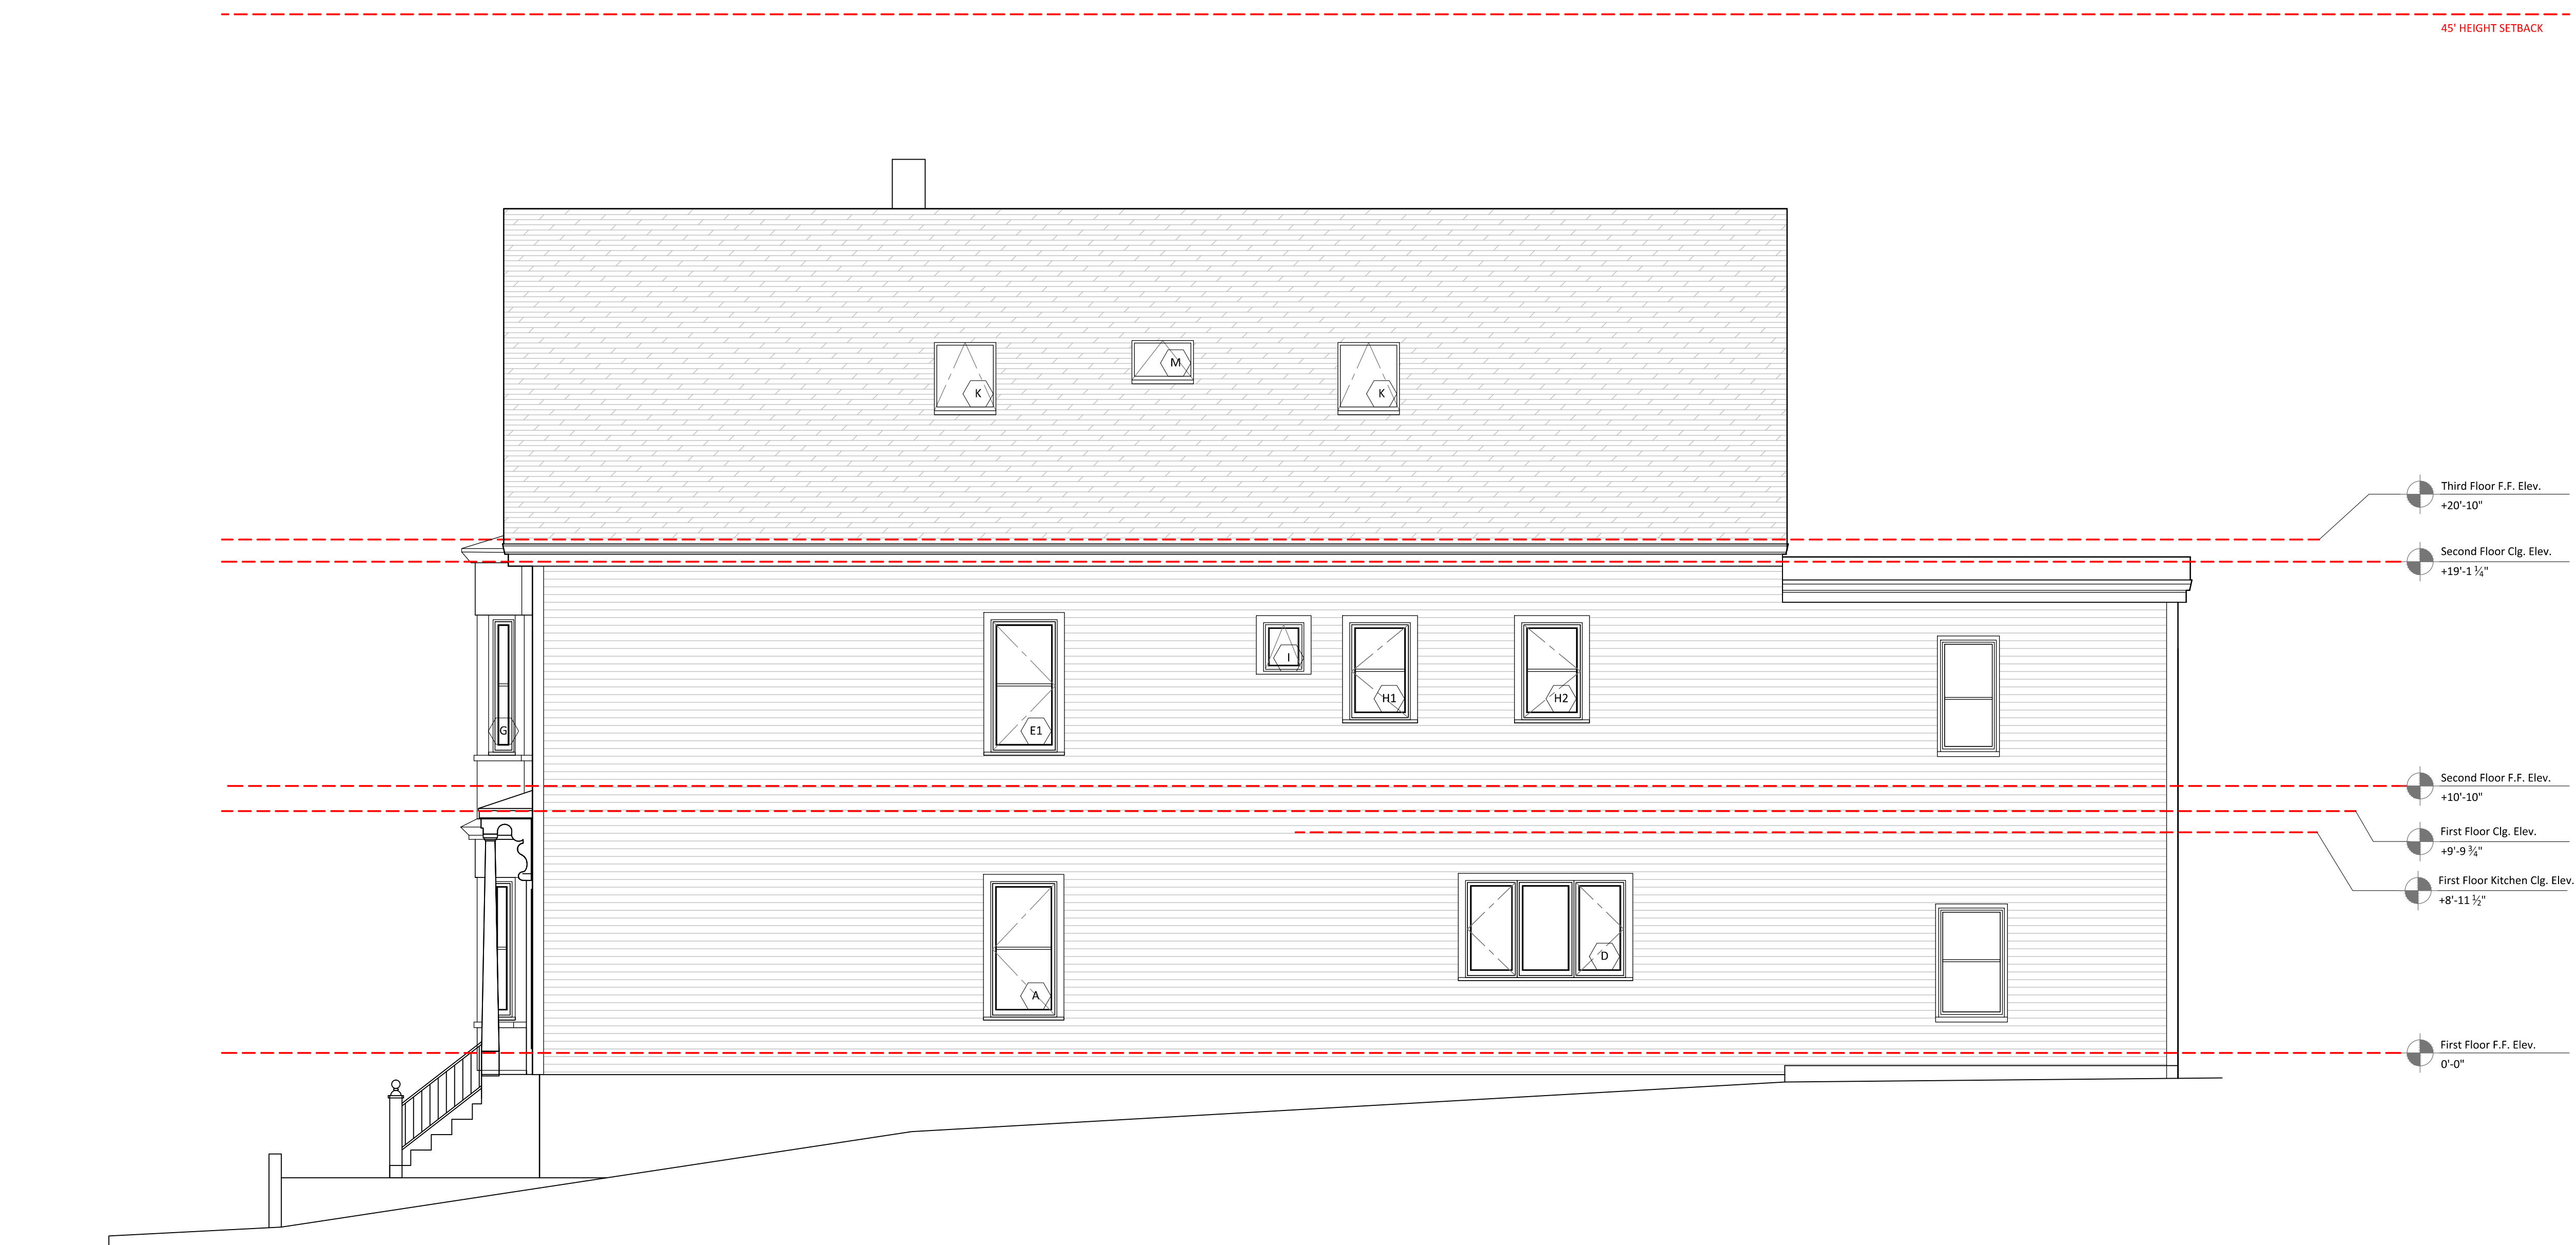 45' HEIGHT SETBACK
M
K
K
Third Floor F.F. Elev.
+20'-10"
Second Floor Clg. Elev.
+19'-1 1⁄4"
I
H1
H2
G
E1
Second Floor F.F. Elev.
+10'-10"
First Floor Clg. Elev.
+9'-9 3⁄4"
First Floor Kitchen Clg. Elev.
+8'-11 1⁄2"
D
A
First Floor F.F. Elev.
0'-0"